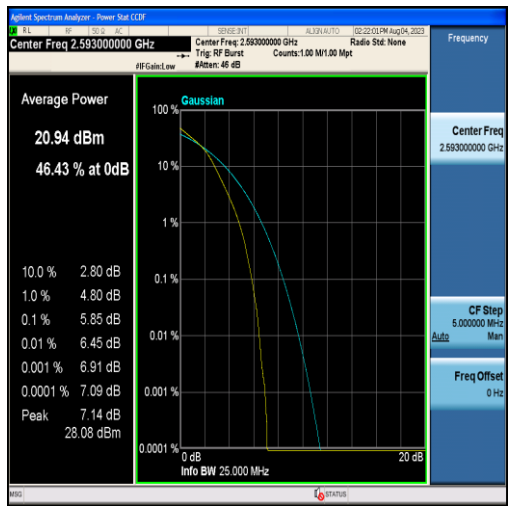 Agilent Spectrum Analyzer - Power Stat CCDF
RL RF 50 Ω AC SENSE:INT ALIGN AUTO 02:22:01 PM Aug 04, 2023
Center Freq 2.593000000 GHz
Center Freq: 2.593000000 GHz Radio Std: None
Trig: RF Burst Counts:1.00 M/1.00 Mpt
#IFGain:Low #Atten: 46 dB
Frequency
Average Power
20.94 dBm
46.43 % at 0dB
10.0 % 2.80 dB
1.0 % 4.80 dB
0.1 % 5.85 dB
0.01 % 6.45 dB
0.001 % 6.91 dB
0.0001 % 7.09 dB
Peak 7.14 dB
28.08 dBm
Gaussian
100 %
10 %
1 %
0.1 %
0.01 %
0.001 %
0.0001 %
0 dB 20 dB
Info BW 25.000 MHz
Center Freq
2.593000000 GHz
CF Step
5.000000 MHz
Auto Man
Freq Offset
0 Hz
MSG STATUS